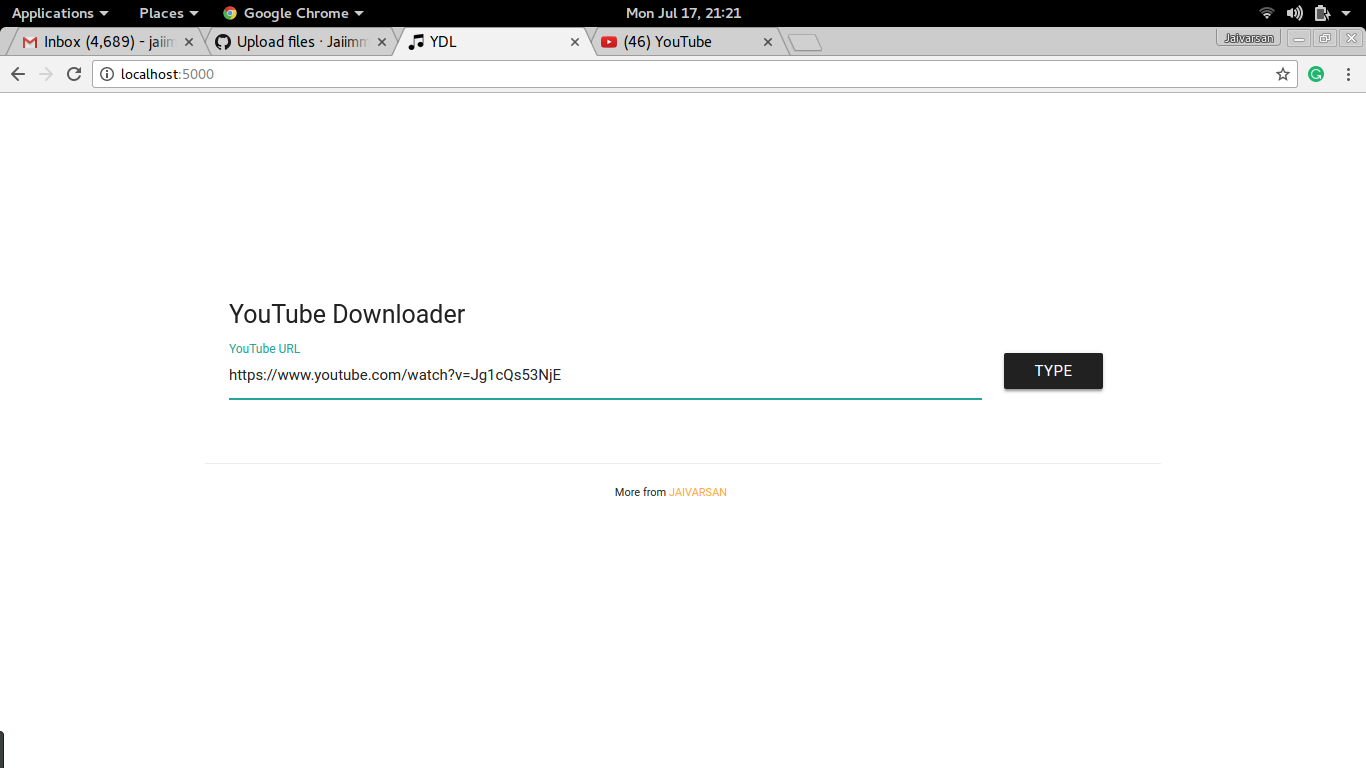 Applications Places Google Chrome Mon Jul 17, 21:21
Inbox (4,689) - jaiim Upload files · Jaiimm YDL (46) YouTube Jaivarsan
localhost:5000
YouTube Downloader
YouTube URL
https://www.youtube.com/watch?v=Jg1cQs53NjE
TYPE
More from JAIVARSAN